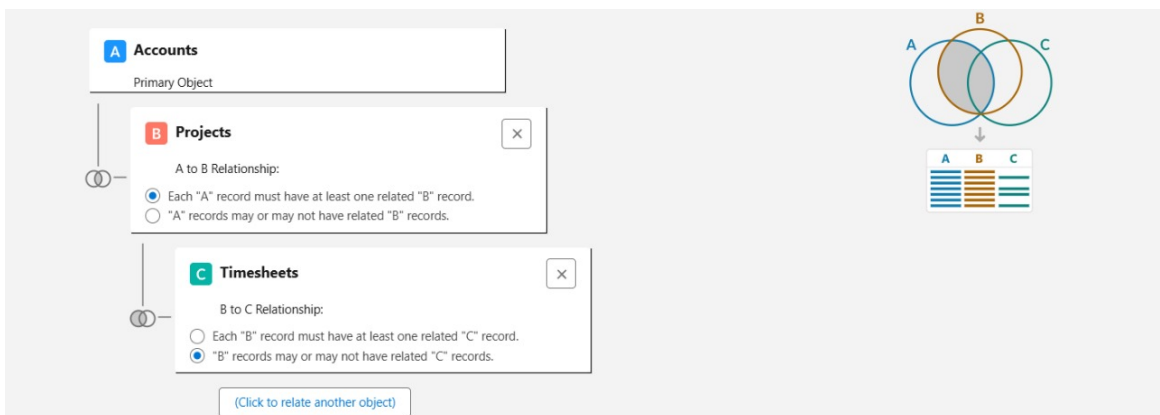 A Accounts
Primary Object
B Projects
A to B Relationship:
Each "A" record must have at least one related "B" record.
"A" records may or may not have related "B" records.
C Timesheets
B to C Relationship:
Each "B" record must have at least one related "C" record.
"B" records may or may not have related "C" records.
(Click to relate another object)
B
A
C
A B C